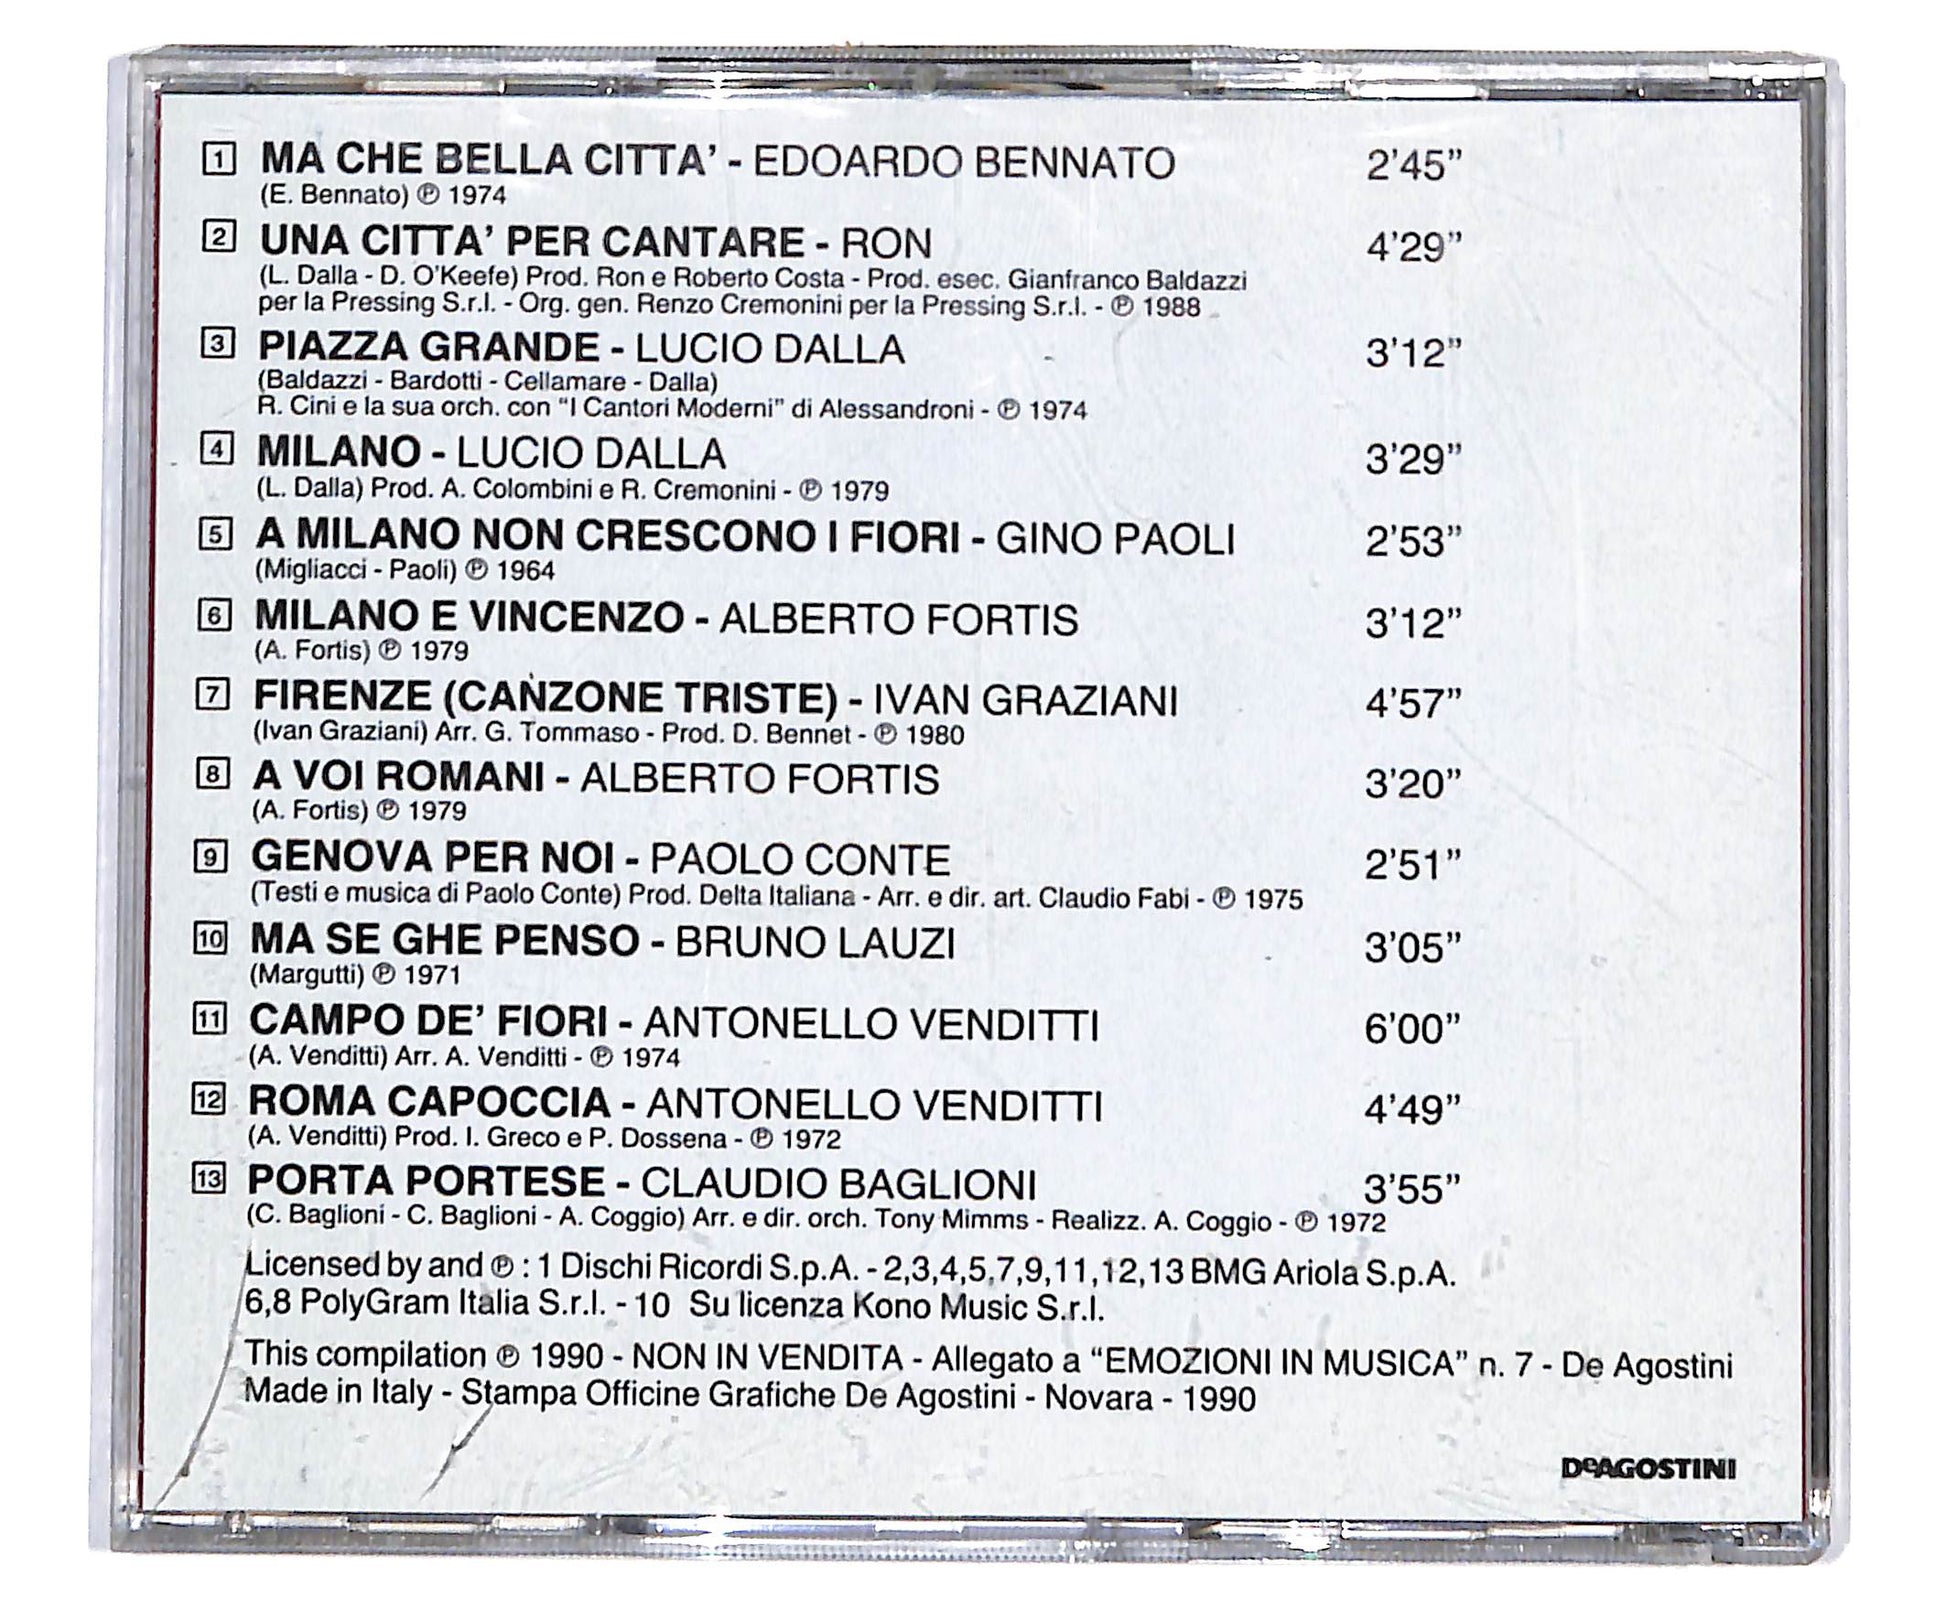 1 MA CHE BELLA CITTA' - EDOARDO BENNATO 2'45"
(E. Bennato) ℗ 1974
2 UNA CITTA' PER CANTARE - RON 4'29"
(L. Dalla - D. O'Keefe) Prod. Ron e Roberto Costa - Prod. esec. Gianfranco Baldazzi
per la Pressing S.r.l. - Org. gen. Renzo Cremonini per la Pressing S.r.l. - ℗ 1988
3 PIAZZA GRANDE - LUCIO DALLA 3'12"
(Baldazzi - Bardotti - Cellamare - Dalla)
R. Cini e la sua orch. con "I Cantori Moderni" di Alessandroni - ℗ 1974
4 MILANO - LUCIO DALLA 3'29"
(L. Dalla) Prod. A. Colombini e R. Cremonini - ℗ 1979
5 A MILANO NON CRESCONO I FIORI - GINO PAOLI 2'53"
(Migliacci - Paoli) ℗ 1964
6 MILANO E VINCENZO - ALBERTO FORTIS 3'12"
(A. Fortis) ℗ 1979
7 FIRENZE (CANZONE TRISTE) - IVAN GRAZIANI 4'57"
(Ivan Graziani) Arr. G. Tommaso - Prod. D. Bennet - ℗ 1980
8 A VOI ROMANI - ALBERTO FORTIS 3'20"
(A. Fortis) ℗ 1979
9 GENOVA PER NOI - PAOLO CONTE 2'51"
(Testi e musica di Paolo Conte) Prod. Delta Italiana - Arr. e dir. art. Claudio Fabi - ℗ 1975
10 MA SE GHE PENSO - BRUNO LAUZI 3'05"
(Margutti) ℗ 1971
11 CAMPO DE' FIORI - ANTONELLO VENDITTI 6'00"
(A. Venditti) Arr. A. Venditti - ℗ 1974
12 ROMA CAPOCCIA - ANTONELLO VENDITTI 4'49"
(A. Venditti) Prod. I. Greco e P. Dossena - ℗ 1972
13 PORTA PORTESE - CLAUDIO BAGLIONI 3'55"
(C. Baglioni - C. Baglioni - A. Coggio) Arr. e dir. orch. Tony Mimms - Realizz. A. Coggio - ℗ 1972
Licensed by and ℗ : 1 Dischi Ricordi S.p.A. - 2,3,4,5,7,9,11,12,13 BMG Ariola S.p.A.
6,8 PolyGram Italia S.r.l. - 10 Su licenza Kono Music S.r.l.
This compilation ℗ 1990 - NON IN VENDITA - Allegato a "EMOZIONI IN MUSICA" n. 7 - De Agostini
Made in Italy - Stampa Officine Grafiche De Agostini - Novara - 1990
DeAGOSTINI